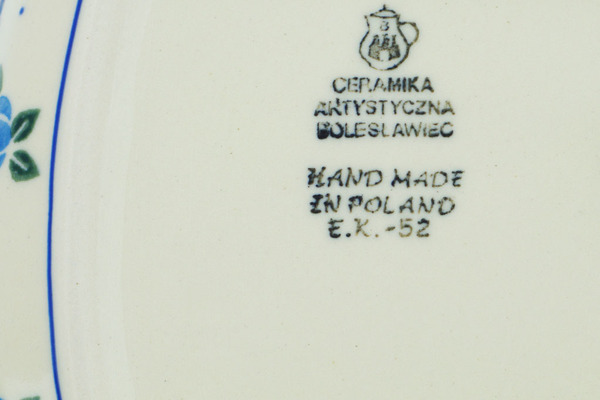 B
CERAMIKA
ARTYSTYCZNA
BOLESŁAWIEC
HAND MADE
IN POLAND
E.K.-52